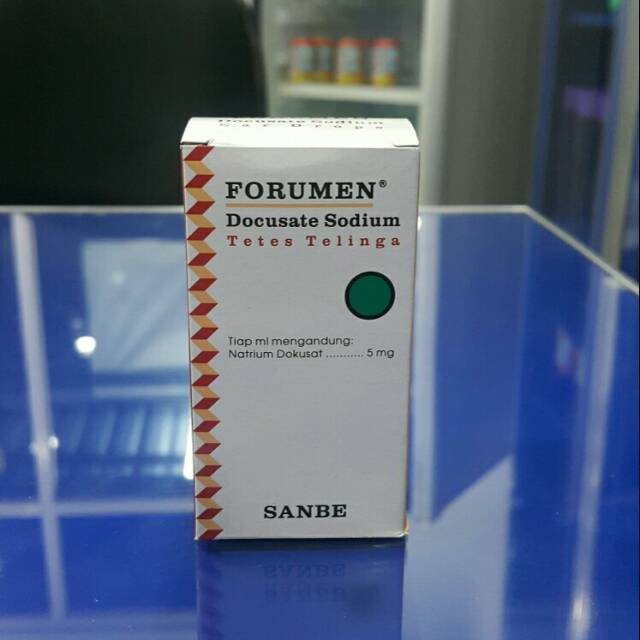 Docusate Sodium
Ear Drops
FORUMEN®
Docusate Sodium
Tetes Telinga
Tiap ml mengandung:
Natrium Dokusat ........... 5 mg
SANBE